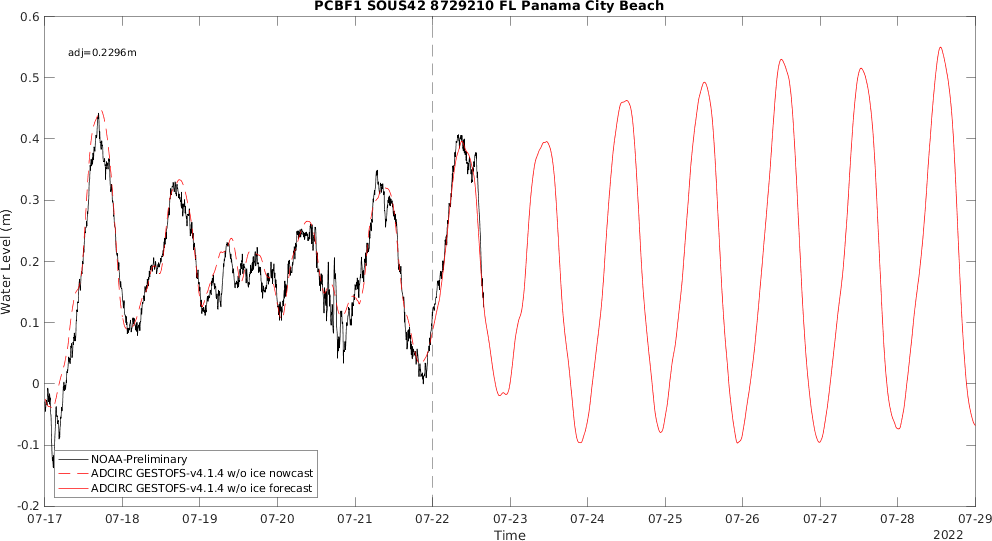 PCBF1 SOUS42 8729210 FL Panama City Beach
0.6
adj=0.2296m
0.5
0.4
0.3
0.2
0.1
0
-0.1
-0.2
Water Level (m)
NOAA-Preliminary
ADCIRC GESTOFS-v4.1.4 w/o ice nowcast
ADCIRC GESTOFS-v4.1.4 w/o ice forecast
07-17 07-18 07-19 07-20 07-21 07-22 07-23 07-24 07-25 07-26 07-27 07-28 07-29
Time
2022